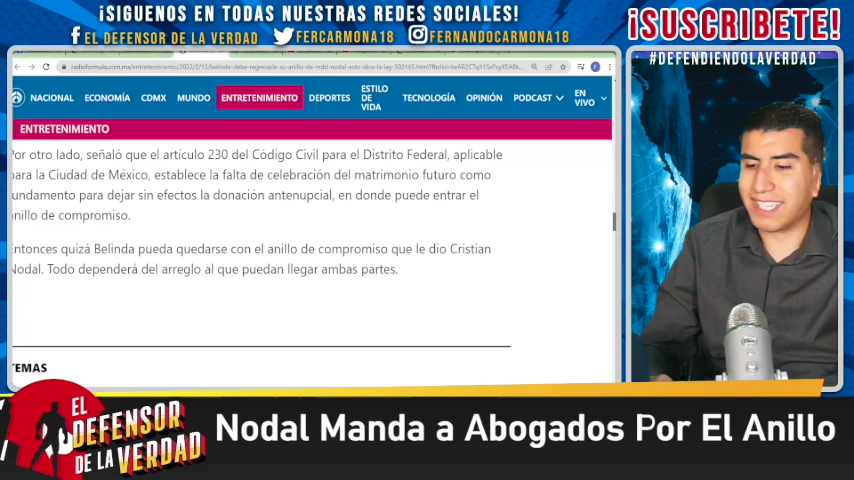 ¡SIGUENOS EN TODAS NUESTRAS REDES SOCIALES!
EL DEFENSOR DE LA VERDAD FERCARMONA18 FERNANDOCARMONA18
¡SUSCRIBETE!
#DEFENDIENDOLAVERDAD
NACIONAL ECONOMÍA CDMX MUNDO ENTRETENIMIENTO DEPORTES ESTILO DE VIDA TECNOLOGÍA OPINIÓN PODCAST EN VIVO
ENTRETENIMIENTO
Por otro lado, señaló que el artículo 230 del Código Civil para el Distrito Federal, aplicable
para la Ciudad de México, establece la falta de celebración del matrimonio futuro como
fundamento para dejar sin efectos la donación antenupcial, en donde puede entrar el
anillo de compromiso.
Entonces quizá Belinda pueda quedarse con el anillo de compromiso que le dio Cristian
Nodal. Todo dependerá del arreglo al que puedan llegar ambas partes.
TEMAS
EL
DEFENSOR
DE LA VERDAD
Nodal Manda a Abogados Por El Anillo